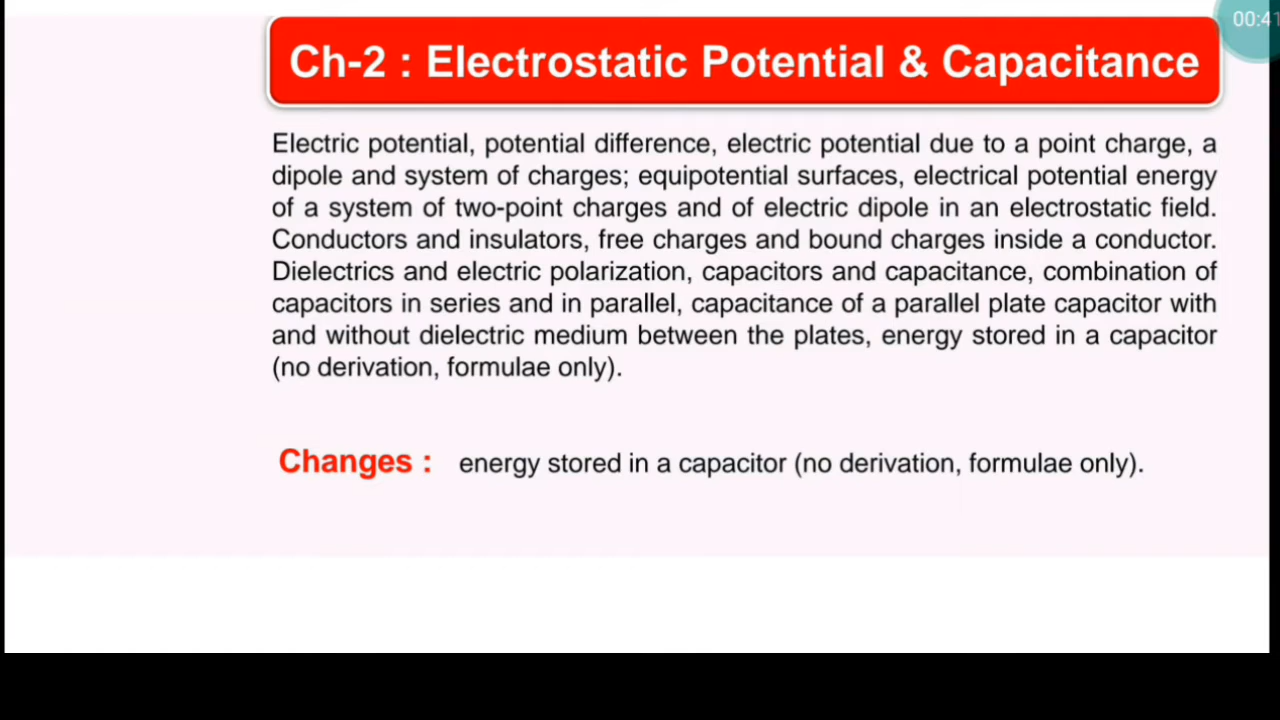 00:41
Ch-2 : Electrostatic Potential & Capacitance
Electric potential, potential difference, electric potential due to a point charge, a
dipole and system of charges; equipotential surfaces, electrical potential energy
of a system of two-point charges and of electric dipole in an electrostatic field.
Conductors and insulators, free charges and bound charges inside a conductor.
Dielectrics and electric polarization, capacitors and capacitance, combination of
capacitors in series and in parallel, capacitance of a parallel plate capacitor with
and without dielectric medium between the plates, energy stored in a capacitor
(no derivation, formulae only).
Changes : energy stored in a capacitor (no derivation, formulae only).